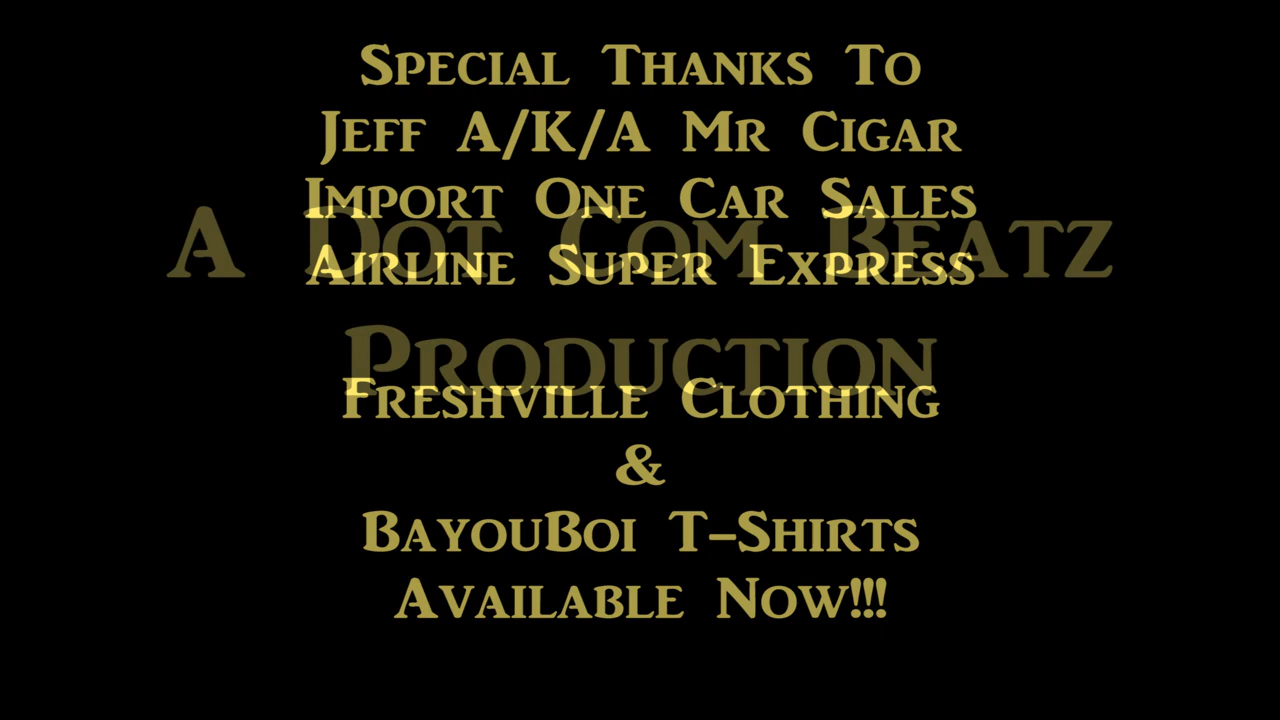 Special Thanks To
Jeff A/K/A Mr Cigar
Import One Car Sales
A Dot Com Beatz
Airline Super Express
Production
Freshville Clothing
&
BayouBoi T-Shirts
Available Now!!!